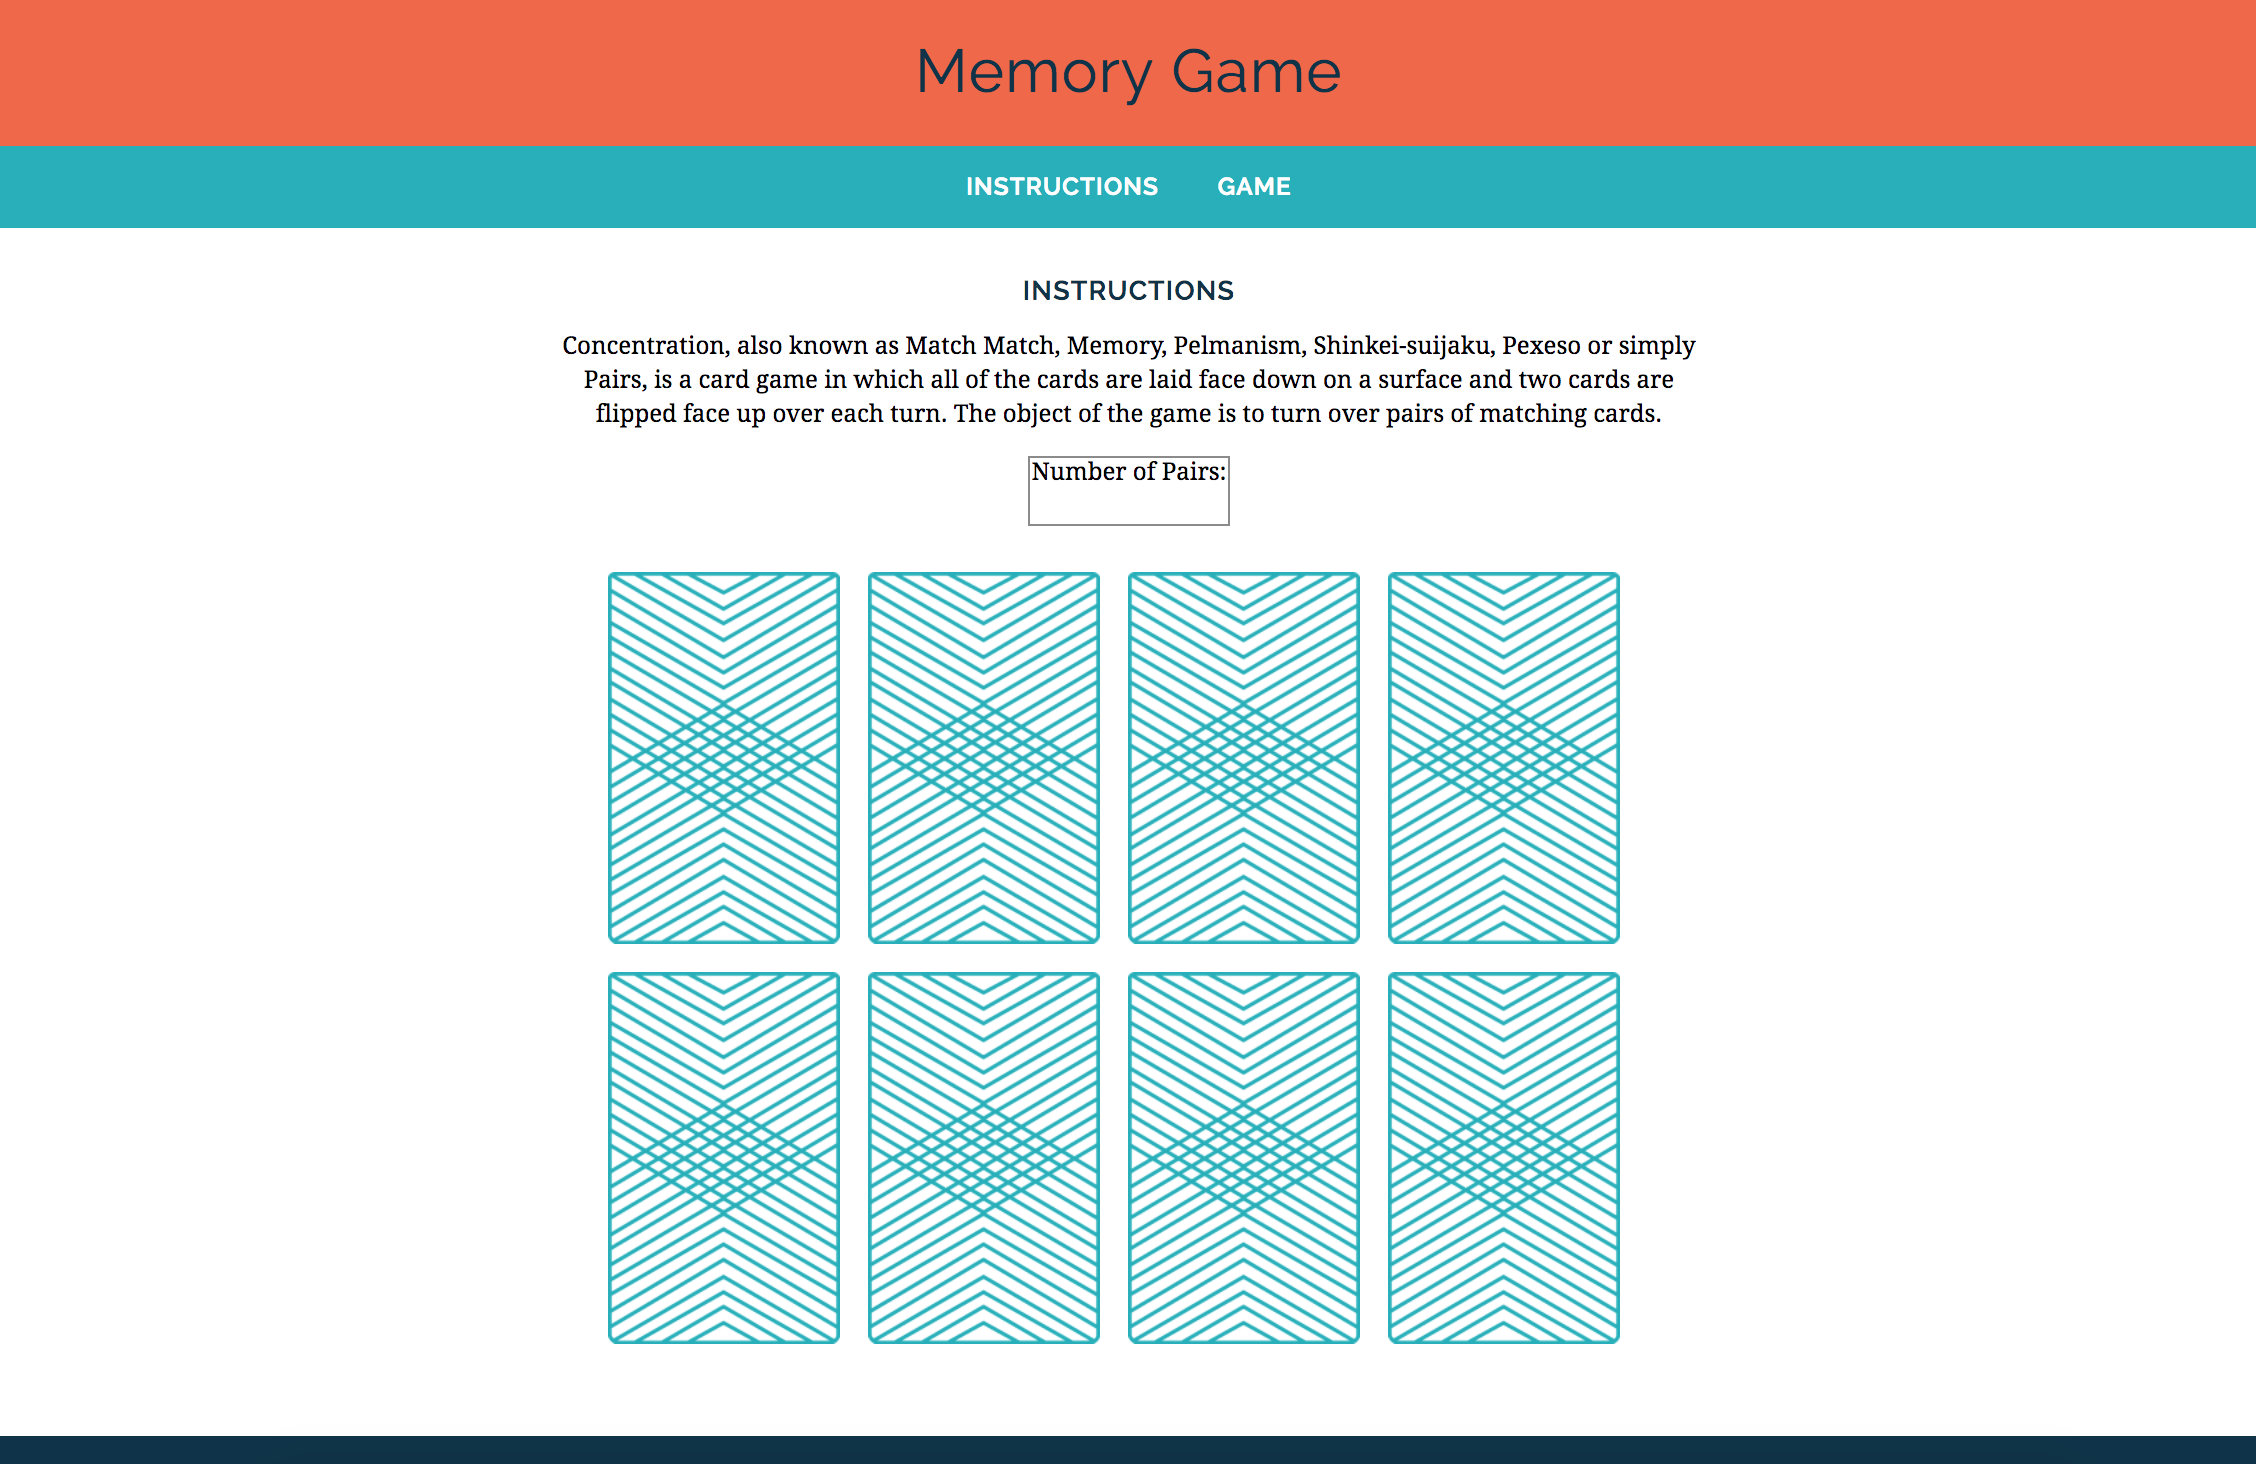 Memory Game
INSTRUCTIONS GAME
INSTRUCTIONS
Concentration, also known as Match Match, Memory, Pelmanism, Shinkei-suijaku, Pexeso or simply
Pairs, is a card game in which all of the cards are laid face down on a surface and two cards are
flipped face up over each turn. The object of the game is to turn over pairs of matching cards.
Number of Pairs: